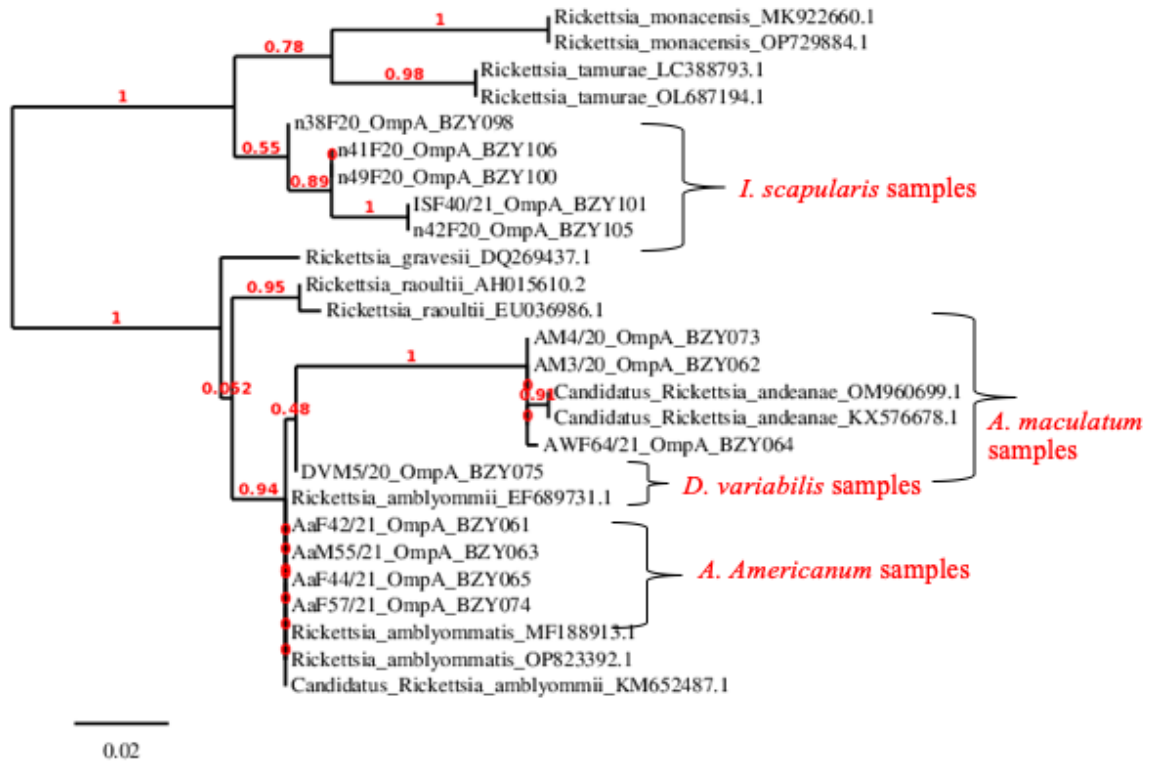 1
Rickettsia_monacensis_MK922660.1
Rickettsia_monacensis_OP729884.1
0.78
Rickettsia_tamurae_LC388793.1
0.98
Rickettsia_tamurae_OL687194.1
1
n38F20_OmpA_BZY098
0.55
n41F20_OmpA_BZY106
0.89
n49F20_OmpA_BZY100
I. scapularis samples
1
ISF40/21_OmpA_BZY101
n42F20_OmpA_BZY105
Rickettsia_gravesii_DQ269437.1
0.95
Rickettsia_raoultii_AH015610.2
Rickettsia_raoultii_EU036986.1
1
AM4/20_OmpA_BZY073
1
AM3/20_OmpA_BZY062
0.052
0.91
Candidatus_Rickettsia_andeanae_OM960699.1
0.48
Candidatus_Rickettsia_andeanae_KX576678.1
A. maculatum
samples
AWF64/21_OmpA_BZY064
DVM5/20_OmpA_BZY075
D. variabilis samples
0.94
Rickettsia_amblyommii_EF689731.1
AaF42/21_OmpA_BZY061
AaM55/21_OmpA_BZY063
A. Americanum samples
AaF44/21_OmpA_BZY065
AaF57/21_OmpA_BZY074
Rickettsia_amblyommatis_MF188913.1
Rickettsia_amblyommatis_OP823392.1
Candidatus_Rickettsia_amblyommii_KM652487.1
0.02